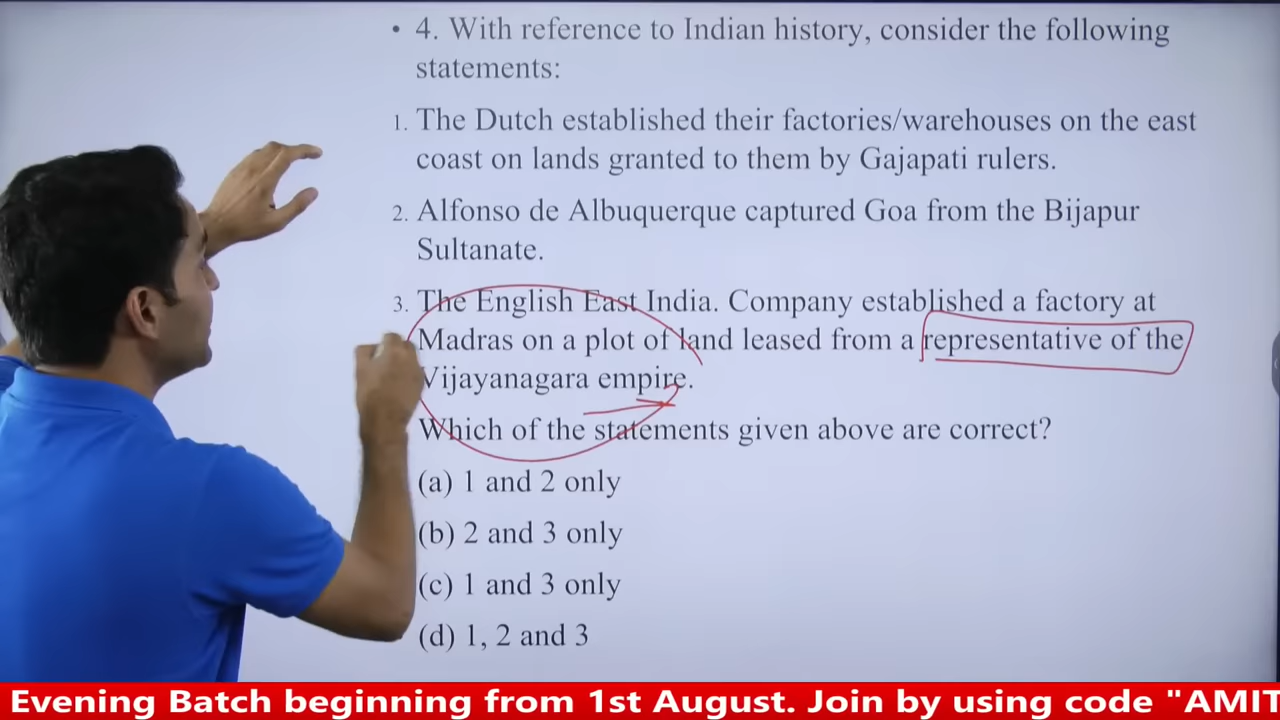 • 4. With reference to Indian history, consider the following
statements:
1. The Dutch established their factories/warehouses on the east
coast on lands granted to them by Gajapati rulers.
2. Alfonso de Albuquerque captured Goa from the Bijapur
Sultanate.
3. The English East India. Company established a factory at
Madras on a plot of land leased from a representative of the
Vijayanagara empire.
Which of the statements given above are correct?
(a) 1 and 2 only
(b) 2 and 3 only
(c) 1 and 3 only
(d) 1, 2 and 3
Evening Batch beginning from 1st August. Join by using code "AMIT